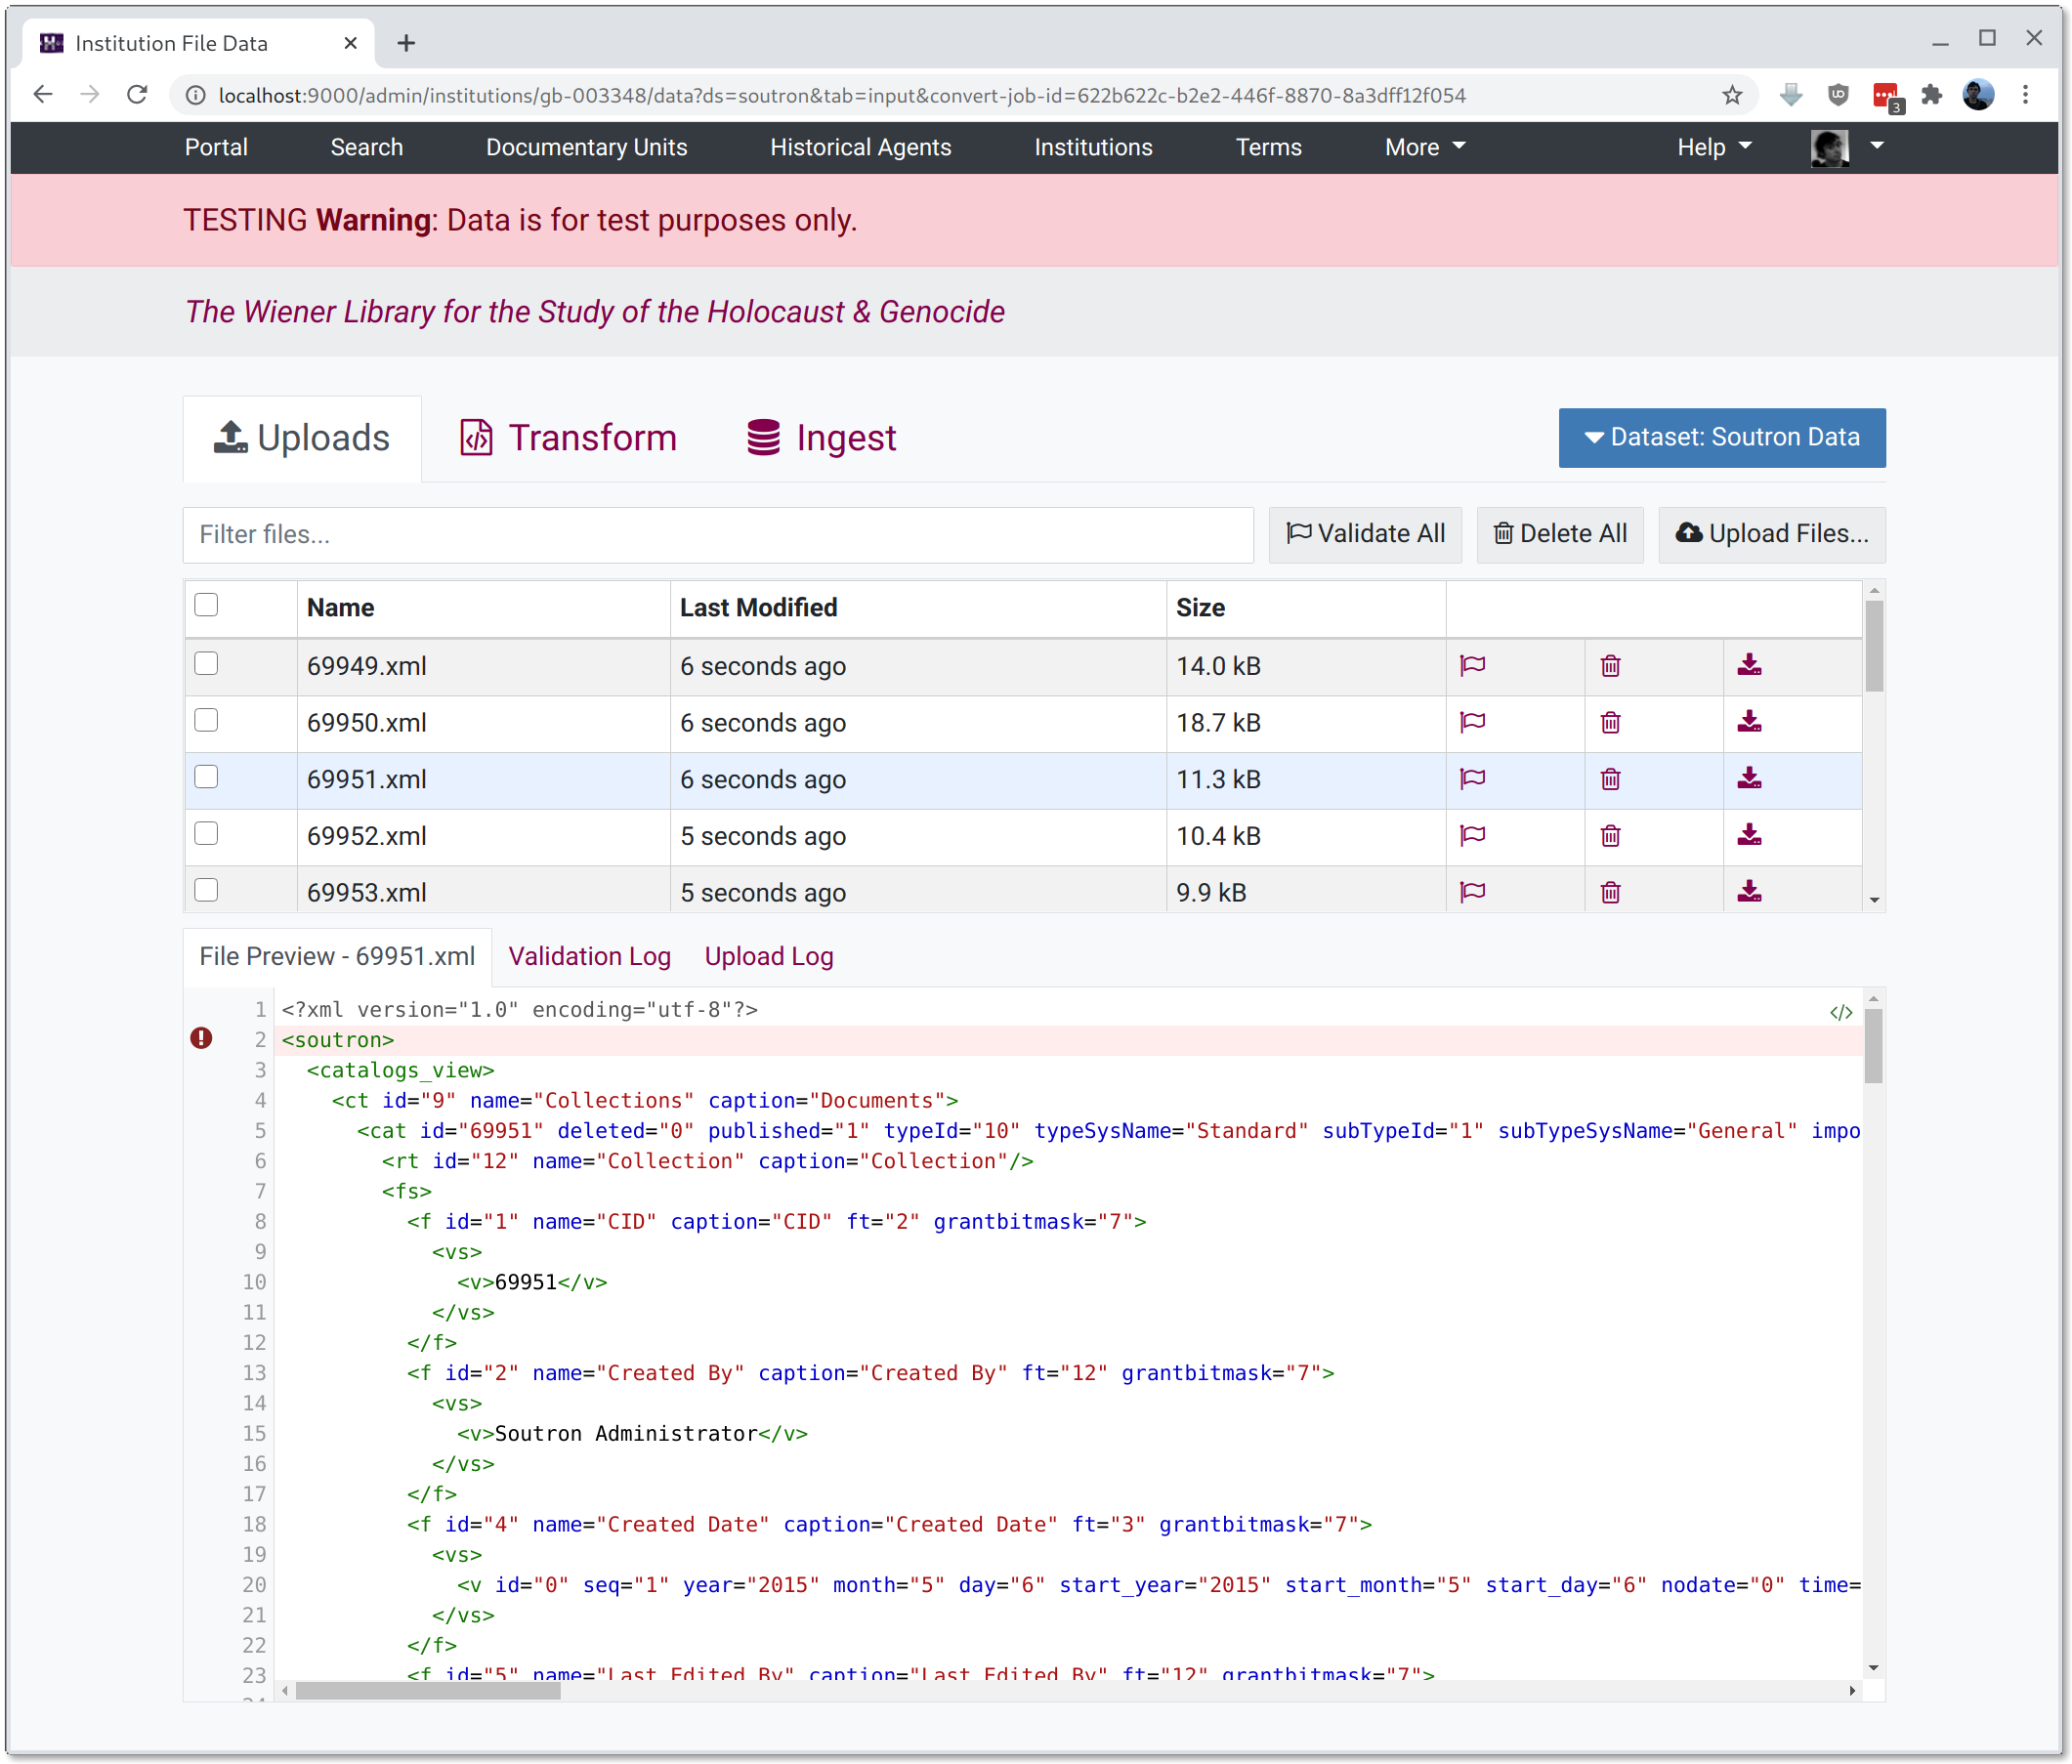 Institution File Data
localhost:9000/admin/institutions/gb-003348/data?ds=soutron&tab=input&convert-job-id=622b622c-b2e2-446f-8870-8a3dff12f054
3
Portal Search Documentary Units Historical Agents Institutions Terms More Help
TESTING Warning: Data is for test purposes only.
The Wiener Library for the Study of the Holocaust & Genocide
Uploads Transform Ingest Dataset: Soutron Data
Filter files... Validate All Delete All Upload Files...
Name Last Modified Size
69949.xml 6 seconds ago 14.0 kB
69950.xml 6 seconds ago 18.7 kB
69951.xml 6 seconds ago 11.3 kB
69952.xml 5 seconds ago 10.4 kB
69953.xml 5 seconds ago 9.9 kB
File Preview - 69951.xml Validation Log Upload Log
1 <?xml version="1.0" encoding="utf-8"?>
2 <soutron>
3 <catalogs_view>
4 <ct id="9" name="Collections" caption="Documents">
5 <cat id="69951" deleted="0" published="1" typeId="10" typeSysName="Standard" subTypeId="1" subTypeSysName="General" impo
6 <rt id="12" name="Collection" caption="Collection"/>
7 <fs>
8 <f id="1" name="CID" caption="CID" ft="2" grantbitmask="7">
9 <vs>
10 <v>69951</v>
11 </vs>
12 </f>
13 <f id="2" name="Created By" caption="Created By" ft="12" grantbitmask="7">
14 <vs>
15 <v>Soutron Administrator</v>
16 </vs>
17 </f>
18 <f id="4" name="Created Date" caption="Created Date" ft="3" grantbitmask="7">
19 <vs>
20 <v id="0" seq="1" year="2015" month="5" day="6" start_year="2015" start_month="5" start_day="6" nodate="0" time=
21 </vs>
22 </f>
23 <f id="5" name="Last Edited By" caption="Last Edited By" ft="12" grantbitmask="7">